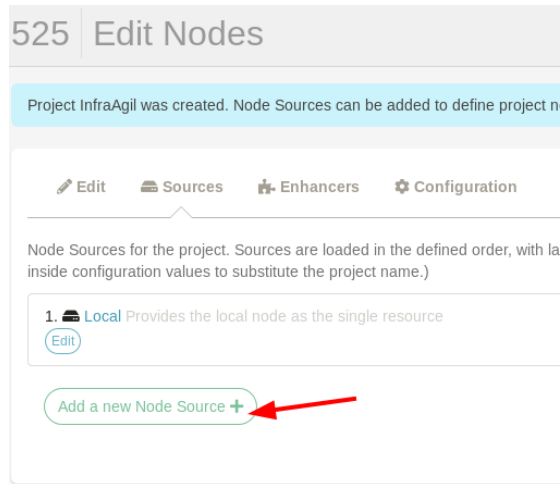 525 Edit Nodes
Project InfraAgil was created. Node Sources can be added to define project
Edit Sources Enhancers Configuration
Node Sources for the project. Sources are loaded in the defined order, with
inside configuration values to substitute the project name.)
1. Local Provides the local node as the single resource
Edit
Add a new Node Source +